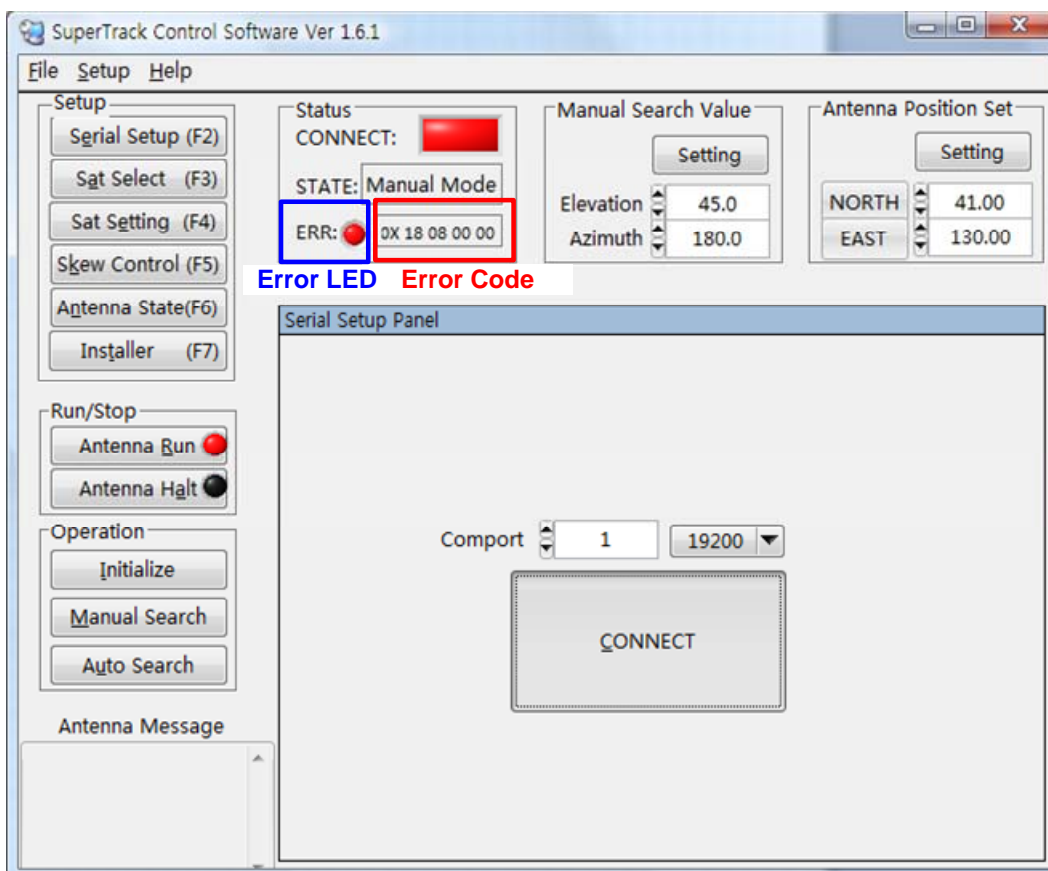 SuperTrack Control Software Ver 1.6.1
File Setup Help
Setup
Serial Setup (F2)
Sat Select (F3)
Sat Setting (F4)
Skew Control (F5)
Antenna State(F6)
Installer (F7)
Run/Stop
Antenna Run
Antenna Halt
Operation
Initialize
Manual Search
Auto Search
Antenna Message
Status
CONNECT:
STATE: Manual Mode
ERR: 0X 18 08 00 00
Error LED Error Code
Manual Search Value
Setting
Elevation 45.0
Azimuth 180.0
Antenna Position Set
Setting
NORTH 41.00
EAST 130.00
Serial Setup Panel
Comport 1 19200
CONNECT